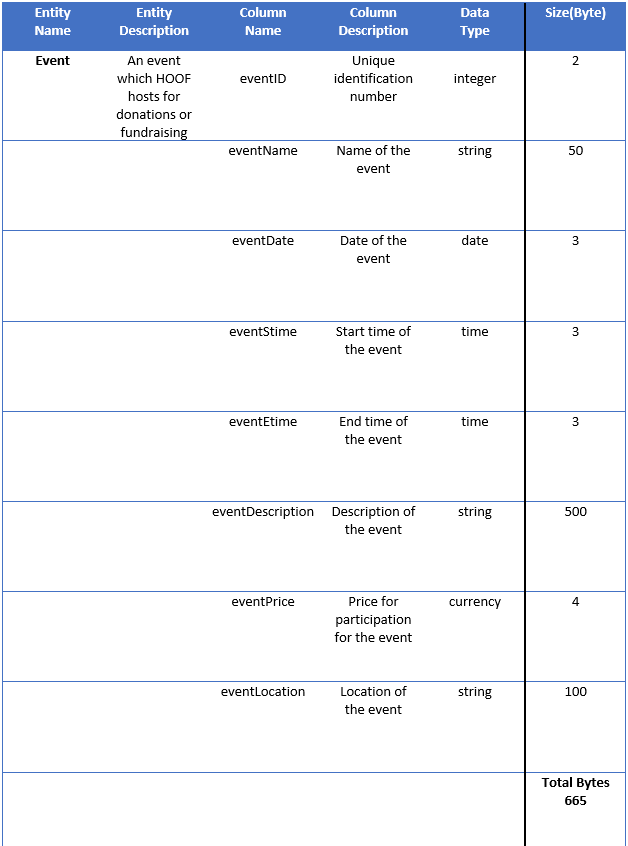 Entity Name Entity Description Column Name Column Description Data Type Size(Byte)
Event An event which HOOF hosts for donations or fundraising eventID Unique identification number integer 2
eventName Name of the event string 50
eventDate Date of the event date 3
eventStime Start time of the event time 3
eventEtime End time of the event time 3
eventDescription Description of the event string 500
eventPrice Price for participation for the event currency 4
eventLocation Location of the event string 100
Total Bytes
665